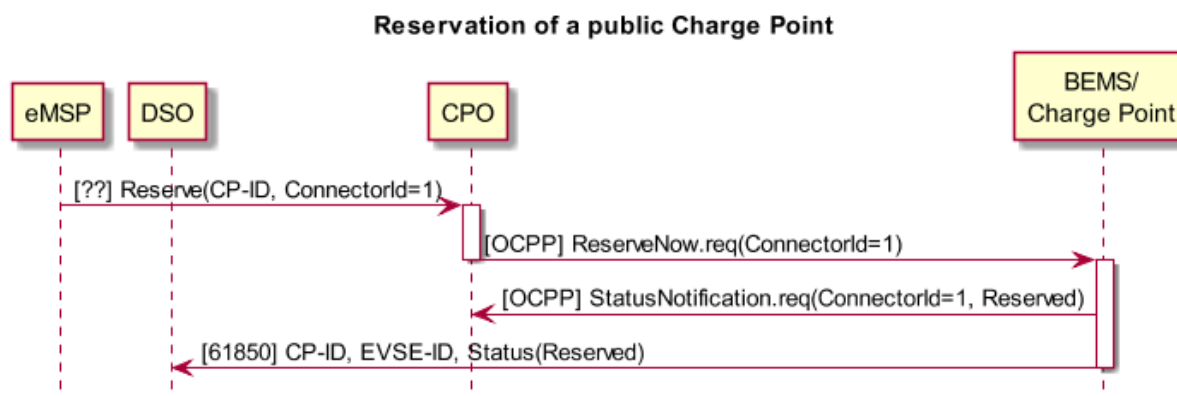 Reservation of a public Charge Point
eMSP
DSO
CPO
BEMS/
Charge Point
[??] Reserve(CP-ID, ConnectorId=1)
[OCPP] ReserveNow.req(ConnectorId=1)
[OCPP] StatusNotification.req(ConnectorId=1, Reserved)
[61850] CP-ID, EVSE-ID, Status(Reserved)